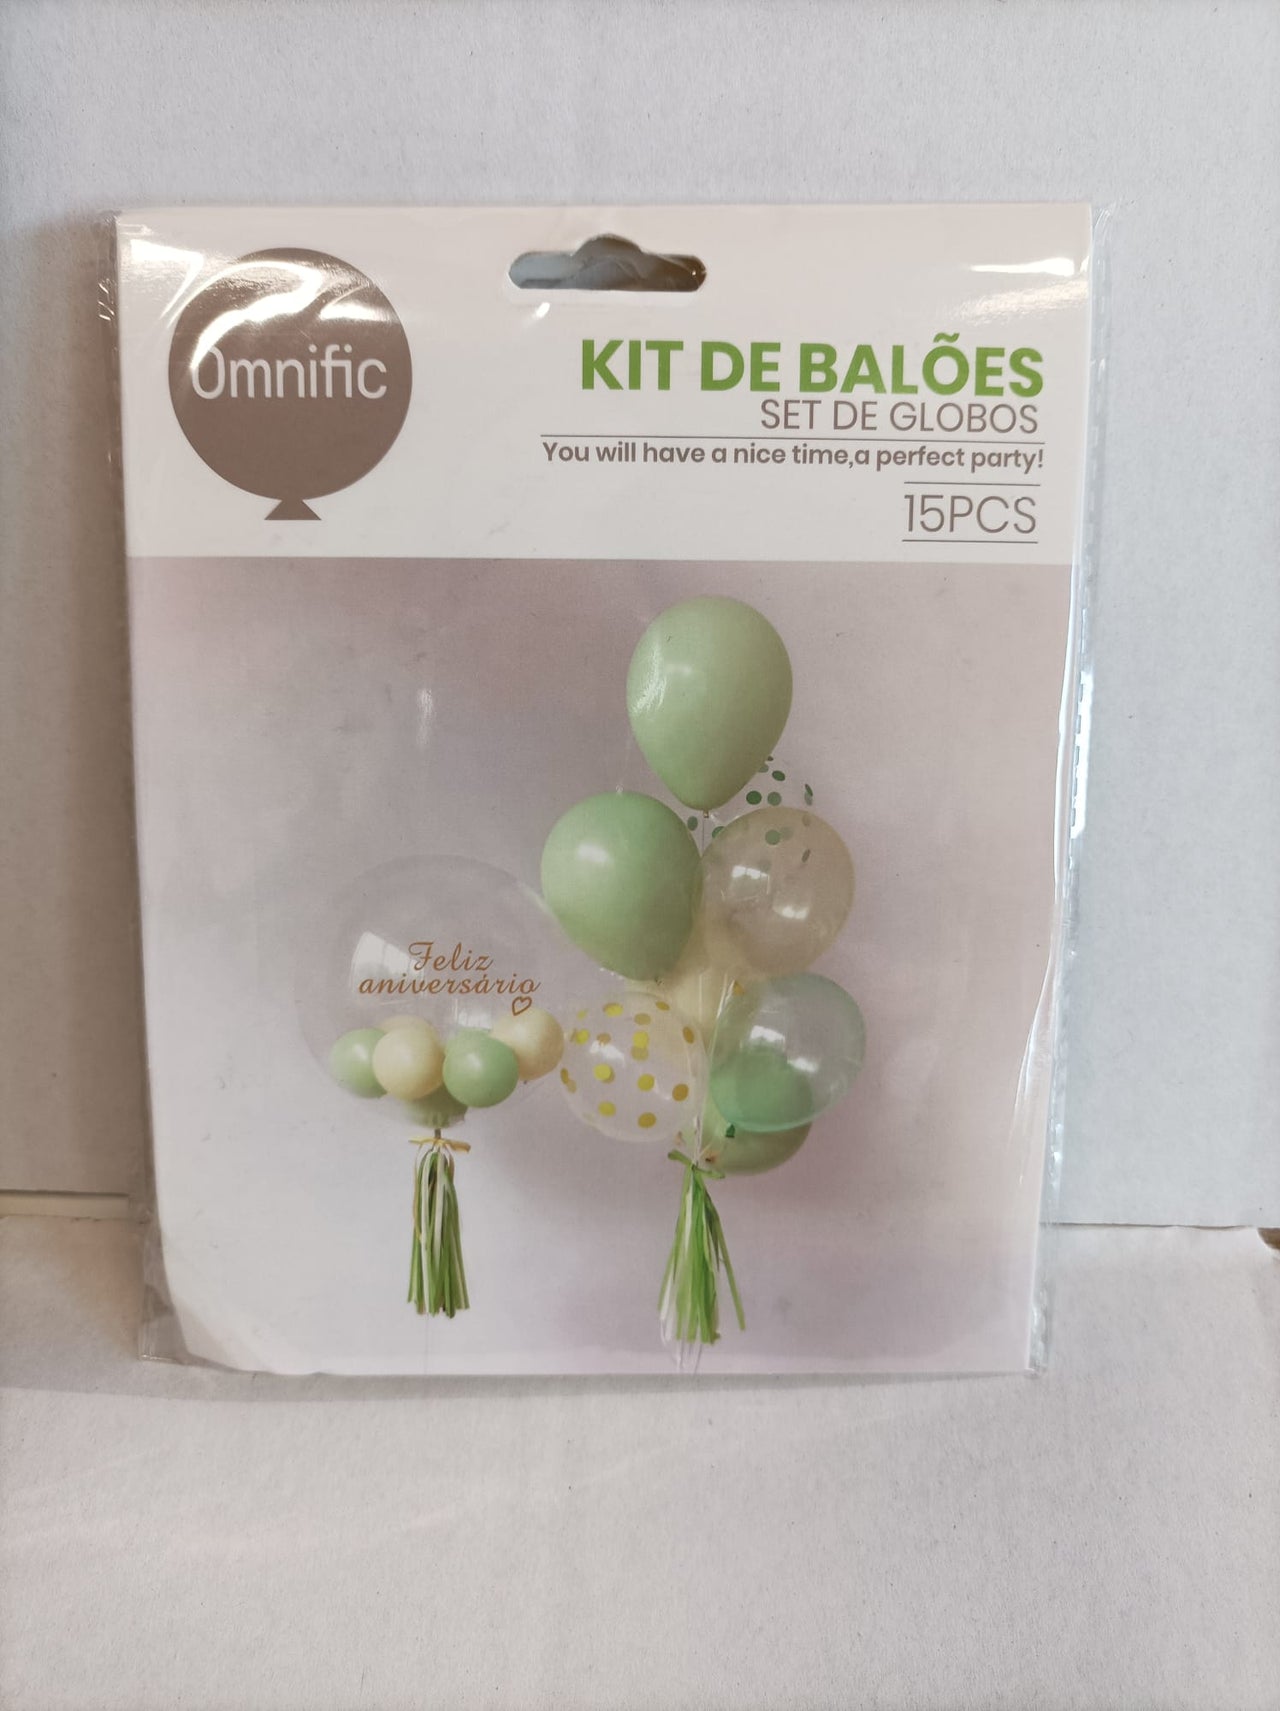 Omnific
KIT DE BALÕES
SET DE GLOBOS
You will have a nice time,a perfect party!
15PCS
Feliz
aniversário